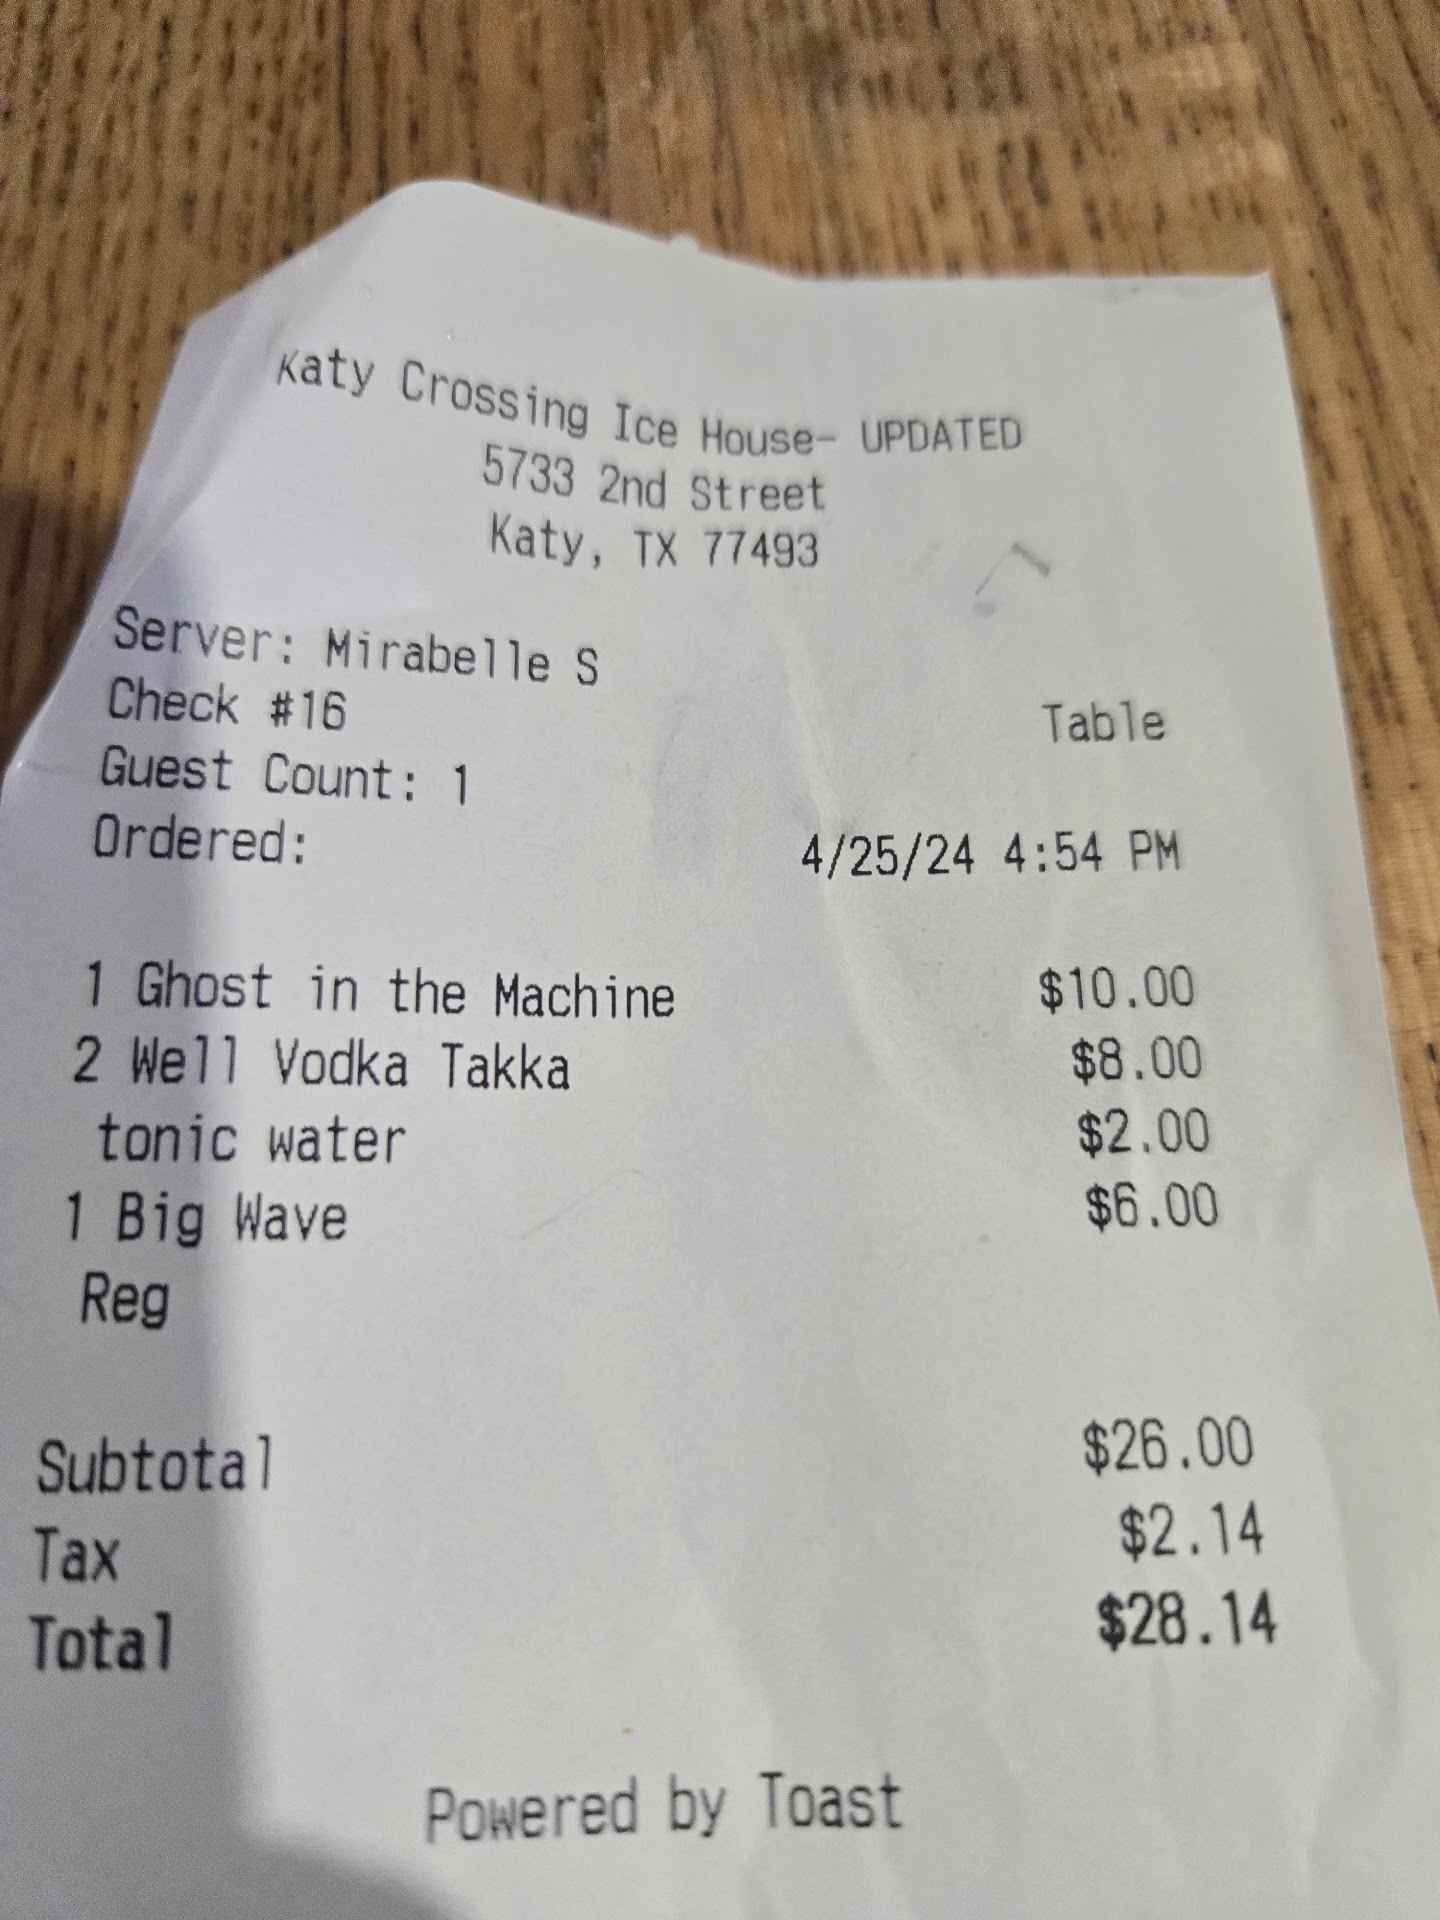 Katy Crossing Ice House- UPDATED
5733 2nd Street
Katy, TX 77493
Server: Mirabelle S
Check #16 Table
Guest Count: 1
Ordered: 4/25/24 4:54 PM
1 Ghost in the Machine $10.00
2 Well Vodka Takka $8.00
tonic water $2.00
1 Big Wave $6.00
Reg
Subtotal $26.00
Tax $2.14
Total $28.14
Powered by Toast